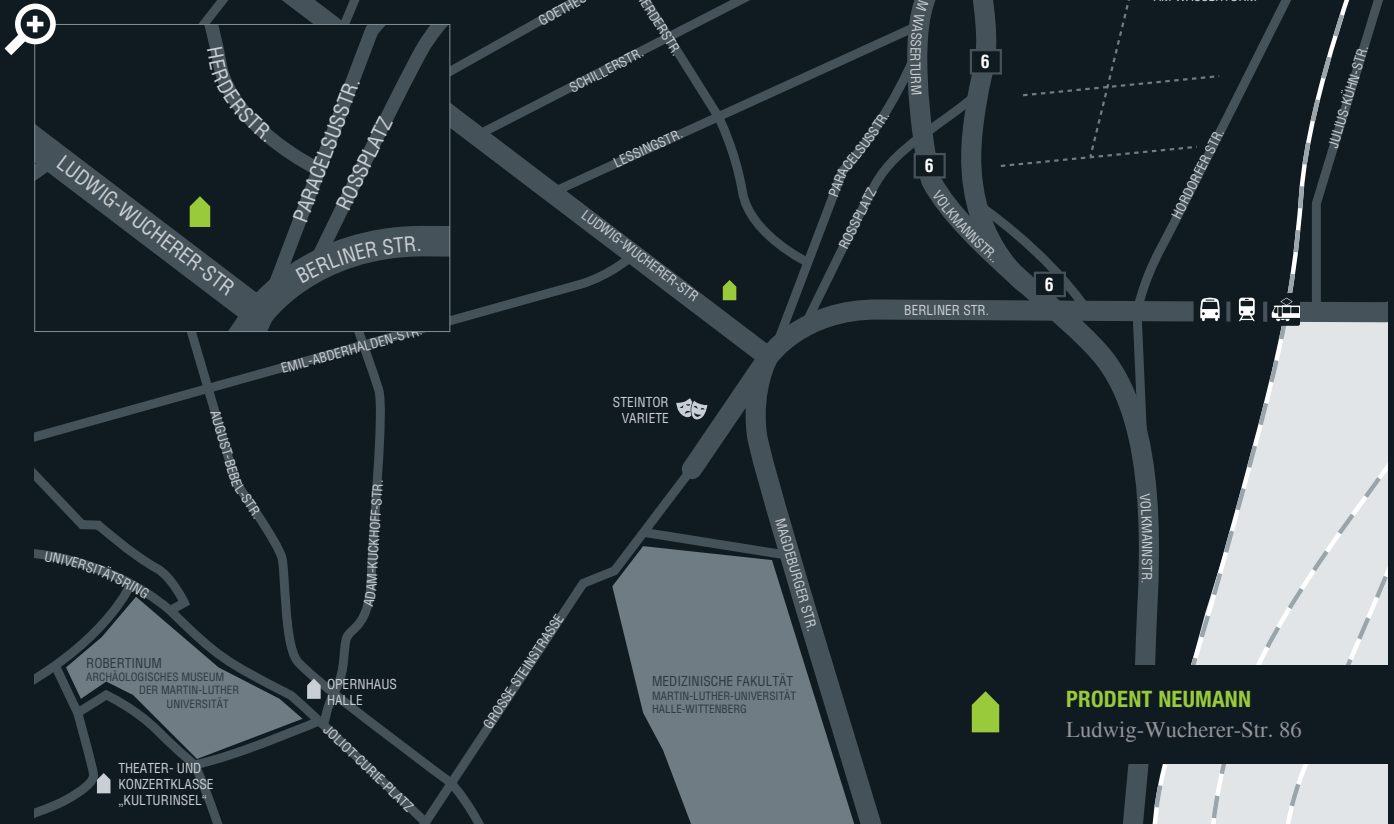 HERDERSTR.
PARACELSUSSTR.
ROSSPLATZ
LUDWIG-WUCHERER-STR
BERLINER STR.
HERDERSTR.
SCHILLERSTR.
LESSINGSTR.
M WASSERTURM
6
6
6
PARACELSUSSTR.
ROSSPLATZ
VOLKMANNSTR..
HORDORFER STR.
JULIUS-KÜHN-STR.
LUDWIG-WUCHERER-STR
BERLINER STR.
EMIL-ABDERHALDEN-STR.
STEINTOR
VARIETE
AUGUST-BEBEL-STR.
ADAM-KUCKHOFF-STR.
MAGDEBURGER STR.
VOLKMANNSTR.
UNIVERSITÄTSRING
GROSSE STEINSTRASSE
ROBERTINUM
ARCHÄOLOGISCHES MUSEUM
DER MARTIN-LUTHER
UNIVERSITÄT
OPERNHAUS
HALLE
MEDIZINISCHE FAKULTÄT
MARTIN-LUTHER-UNIVERSITÄT
HALLE-WITTENBERG
JOLIOT-CURIE-PLATZ
THEATER- UND
KONZERTKLASSE
„KULTURINSEL“
PRODENT NEUMANN
Ludwig-Wucherer-Str. 86